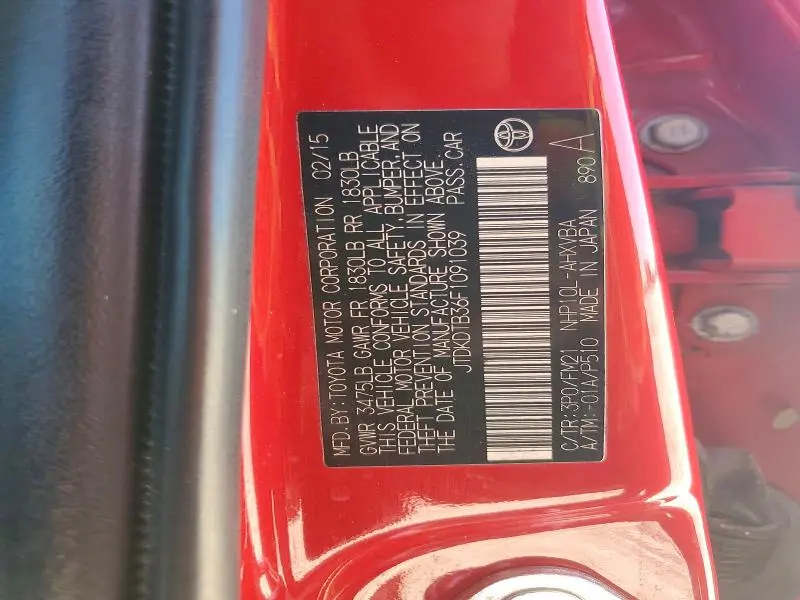 MFD. BY: TOYOTA MOTOR CORPORATION 02/15
GVWR 3475LB GAWR FR 1830LB RR 1830LB
THIS VEHICLE CONFORMS TO ALL APPLICABLE
FEDERAL MOTOR VEHICLE SAFETY, BUMPER, AND
THEFT PREVENTION STANDARDS IN EFFECT ON
THE DATE OF MANUFACTURE SHOWN ABOVE.
JTDKDTB36F1091039 PASS. CAR
C/TR: 3P0/FM21 NHP10L-AHXVBA
A/TM: -01A/P510 MADE IN JAPAN 890 A